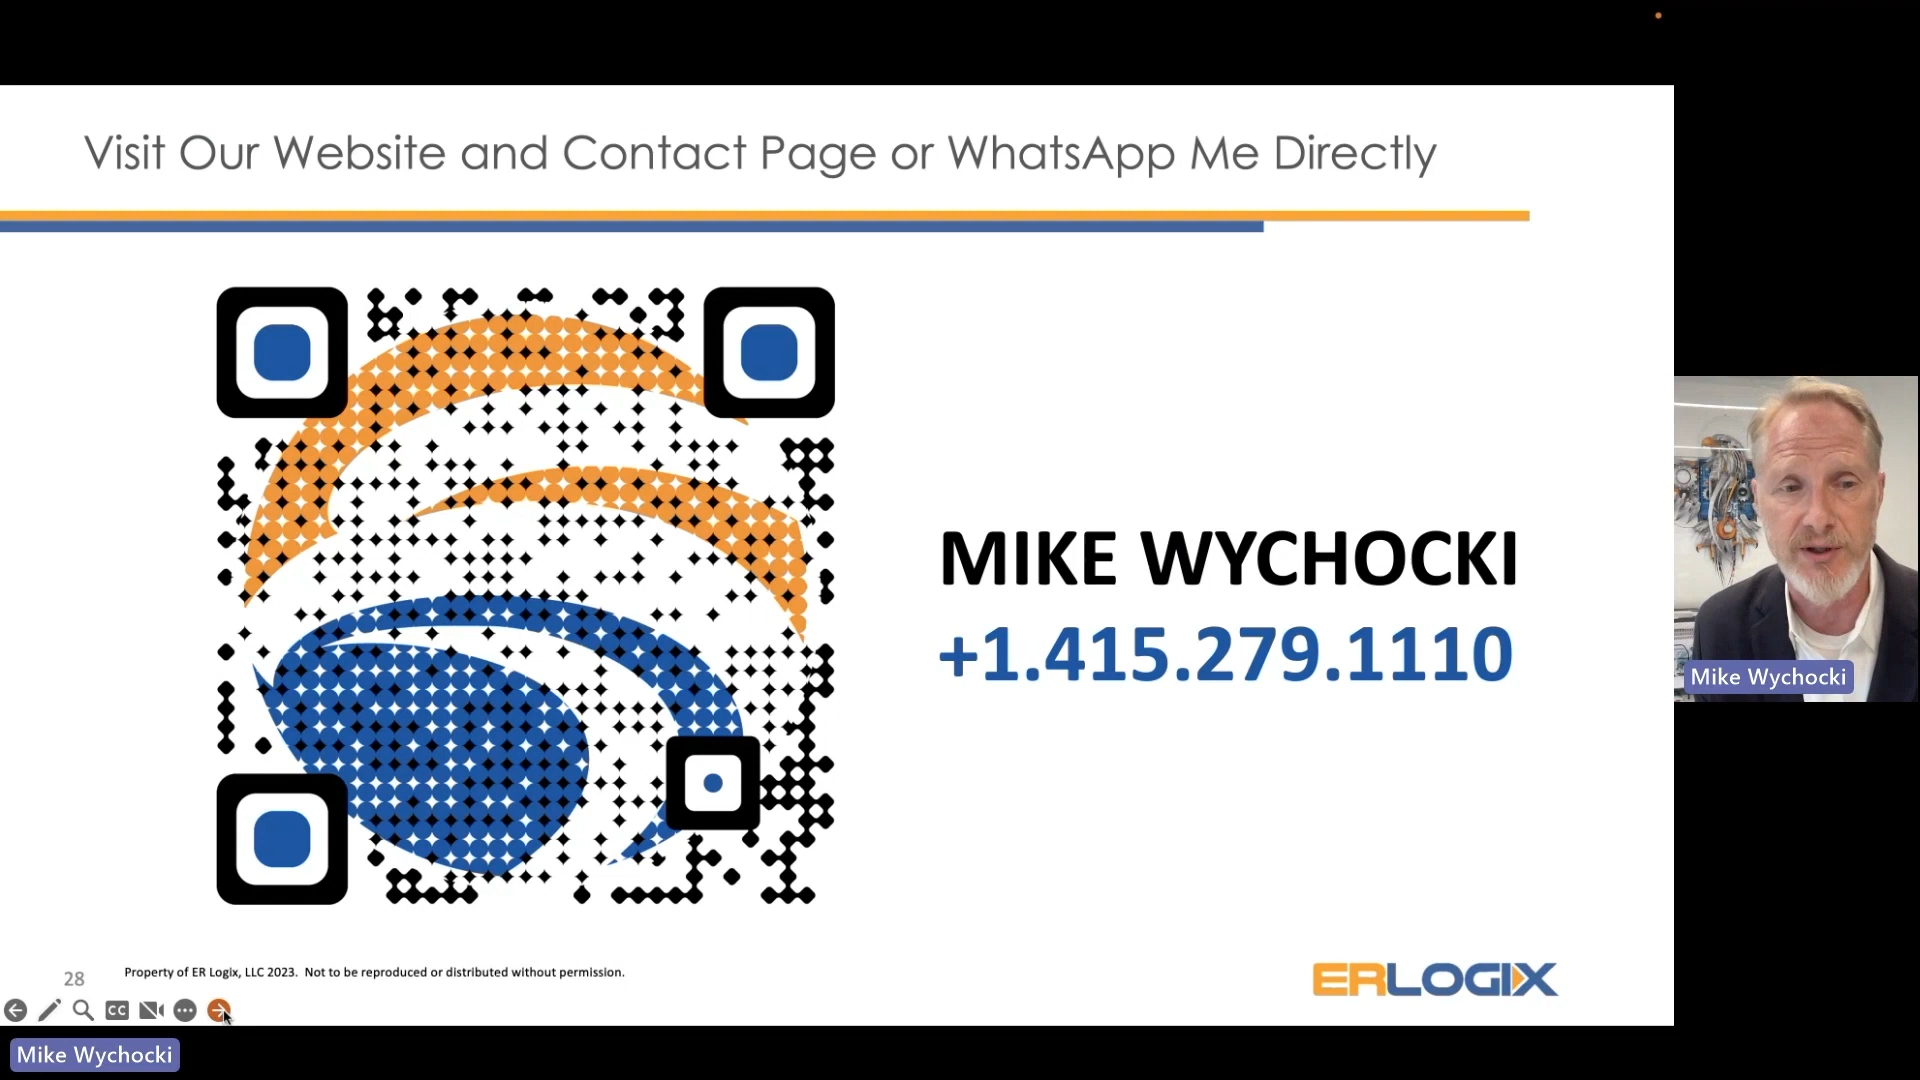 Visit Our Website and Contact Page or WhatsApp Me Directly
MIKE WYCHOCKI
+1.415.279.1110
Mike Wychocki
28
Property of ER Logix, LLC 2023. Not to be reproduced or distributed without permission.
ERLOGIX
CC
Mike Wychocki